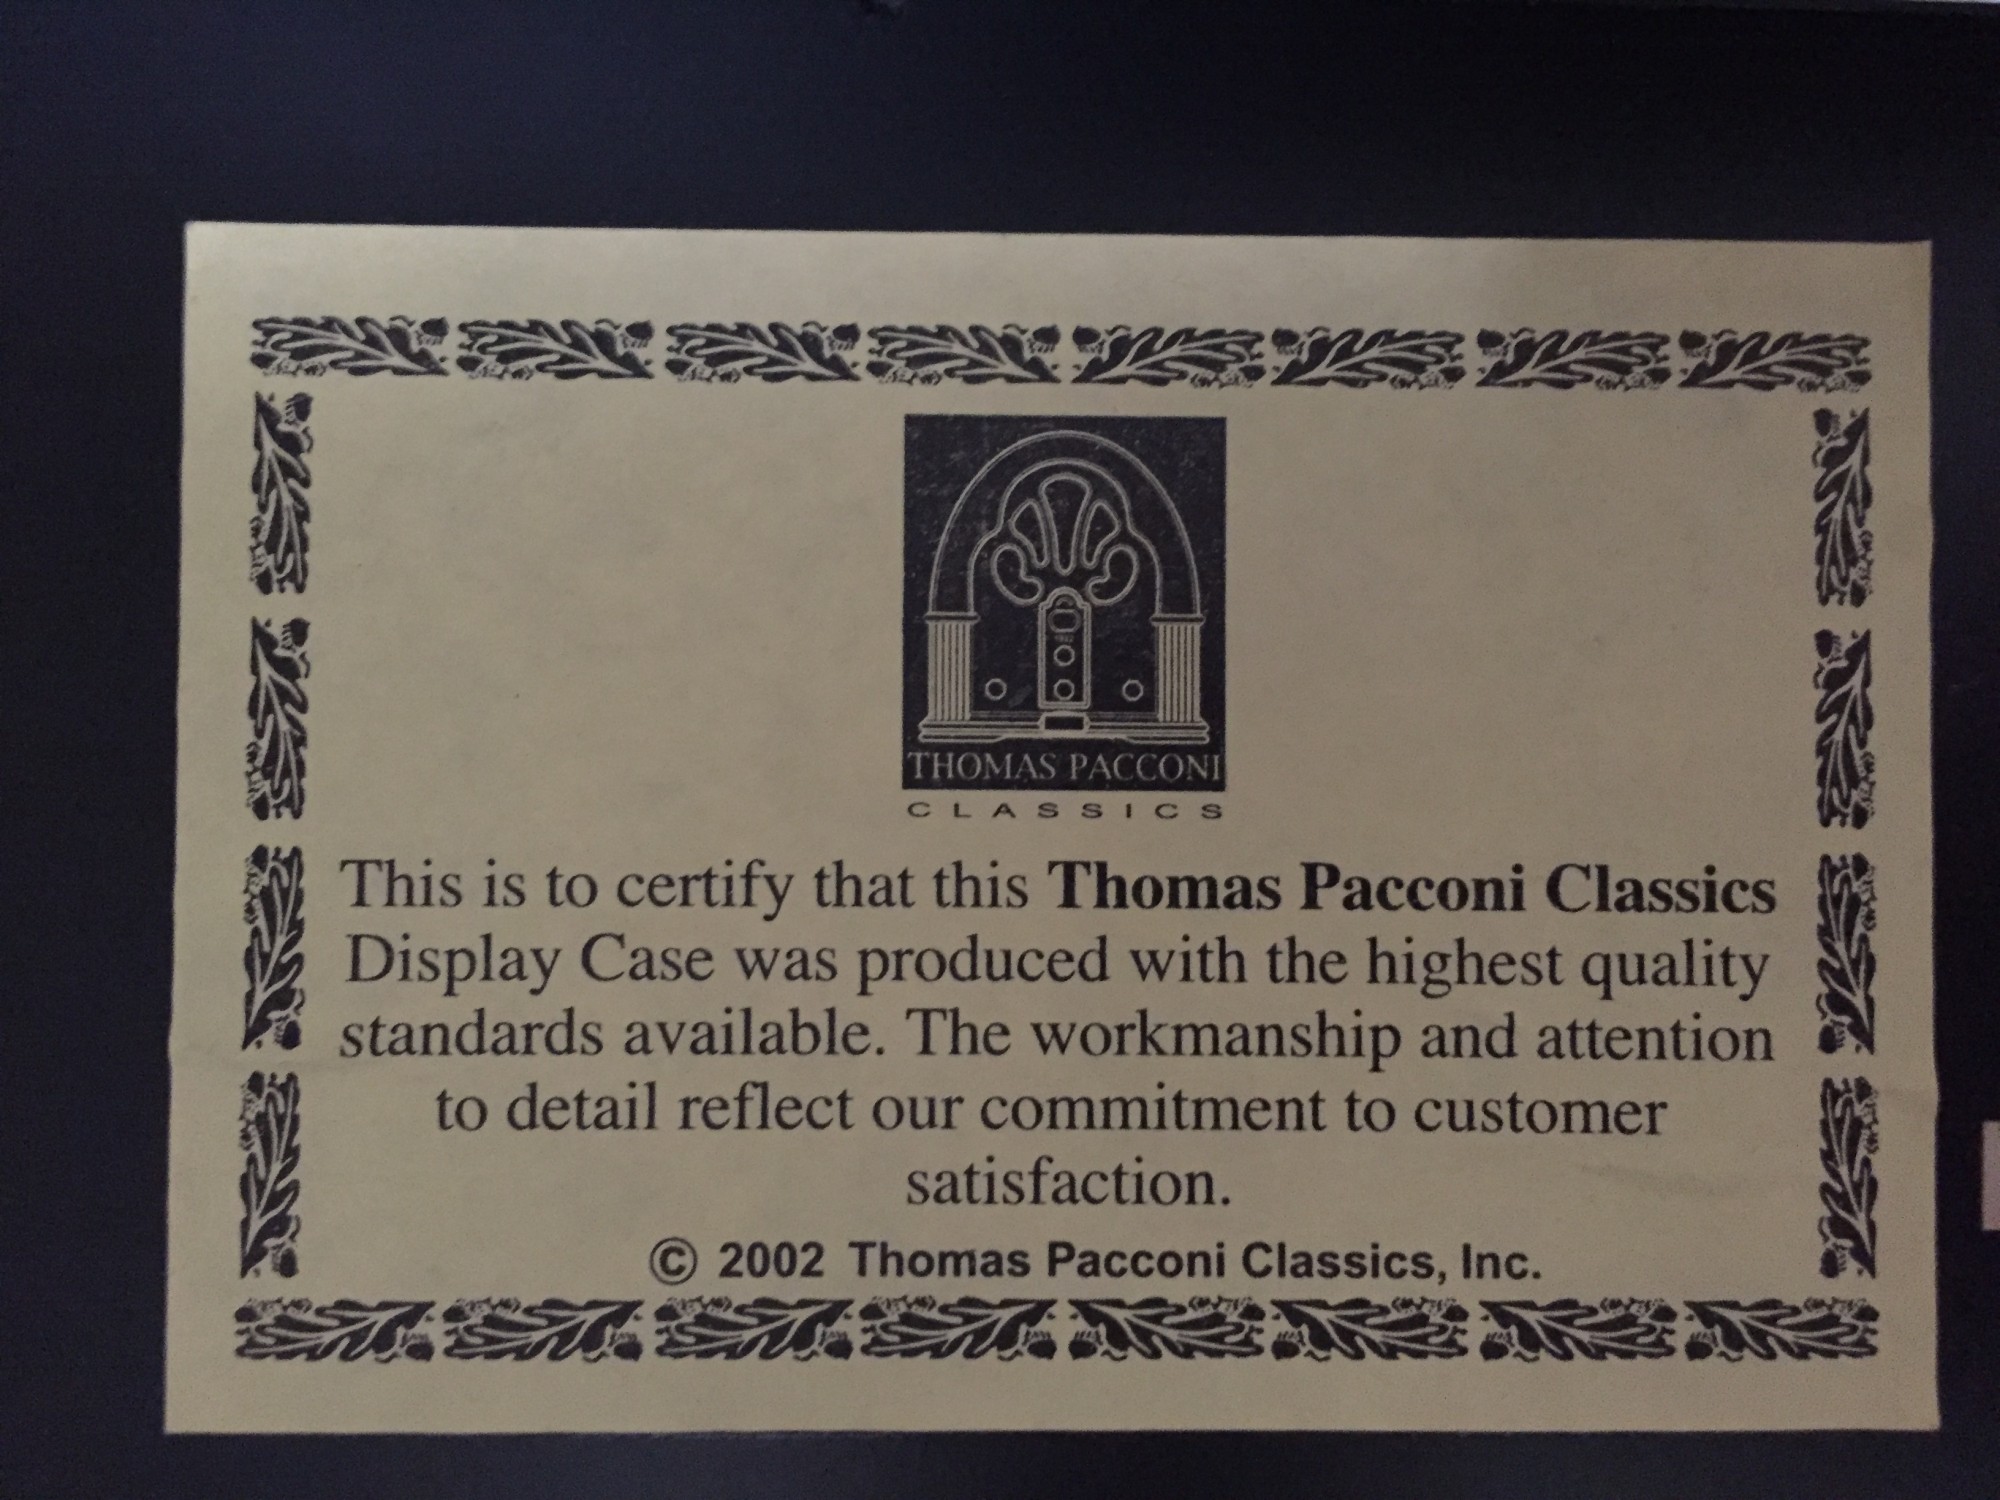 THOMAS PACCONI
CLASSICS
This is to certify that this Thomas Pacconi Classics
Display Case was produced with the highest quality
standards available. The workmanship and attention
to detail reflect our commitment to customer
satisfaction.
© 2002 Thomas Pacconi Classics, Inc.